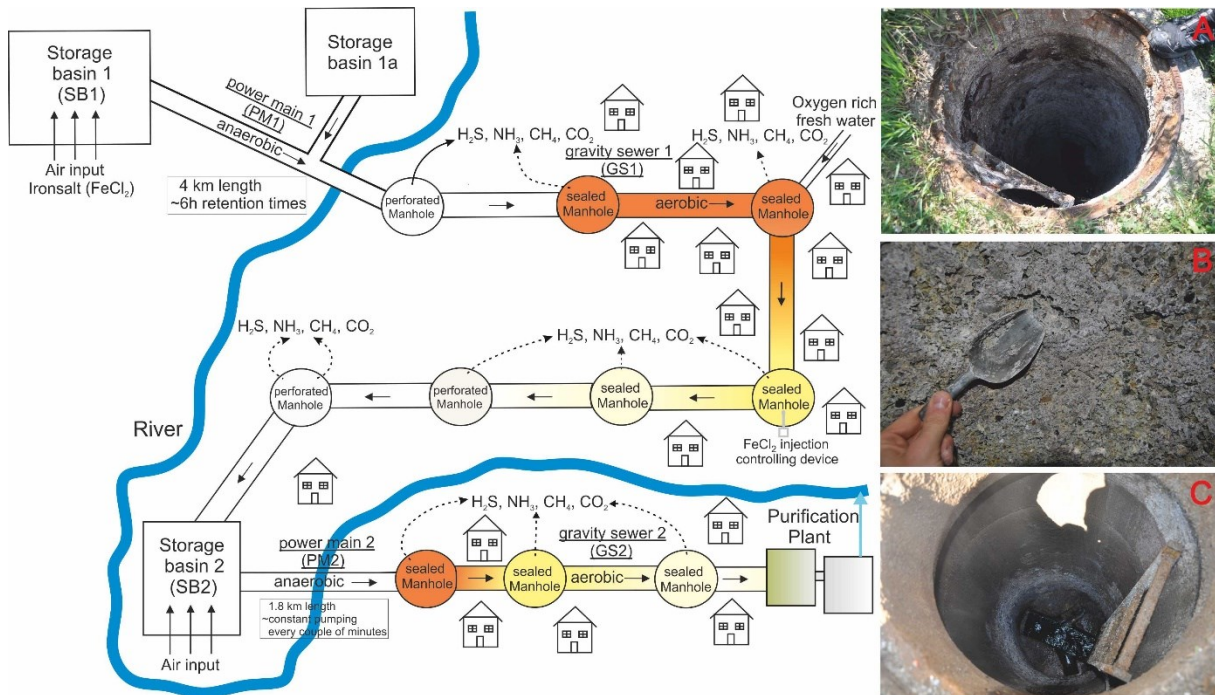 Storage
basin 1
(SB1)
Air input
Ironsalt (FeCl₂)
Storage
basin 1a
power main 1
(PM1)
anaerobic
4 km length
~6h retention times
perforated
Manhole
H₂S, NH₃, CH₄, CO₂
gravity sewer 1
(GS1)
sealed
Manhole
aerobic
H₂S, NH₃, CH₄, CO₂
Oxygen rich
fresh water
sealed
Manhole
H₂S, NH₃, CH₄, CO₂
perforated
Manhole
H₂S, NH₃, CH₄, CO₂
perforated
Manhole
sealed
Manhole
sealed
Manhole
FeCl₂ injection
controlling device
River
Storage
basin 2
(SB2)
Air input
power main 2
(PM2)
anaerobic
1.8 km length
~constant pumping
every couple of minutes
H₂S, NH₃, CH₄, CO₂
sealed
Manhole
sealed
Manhole
gravity sewer 2
(GS2)
aerobic
sealed
Manhole
Purification
Plant
A
B
C